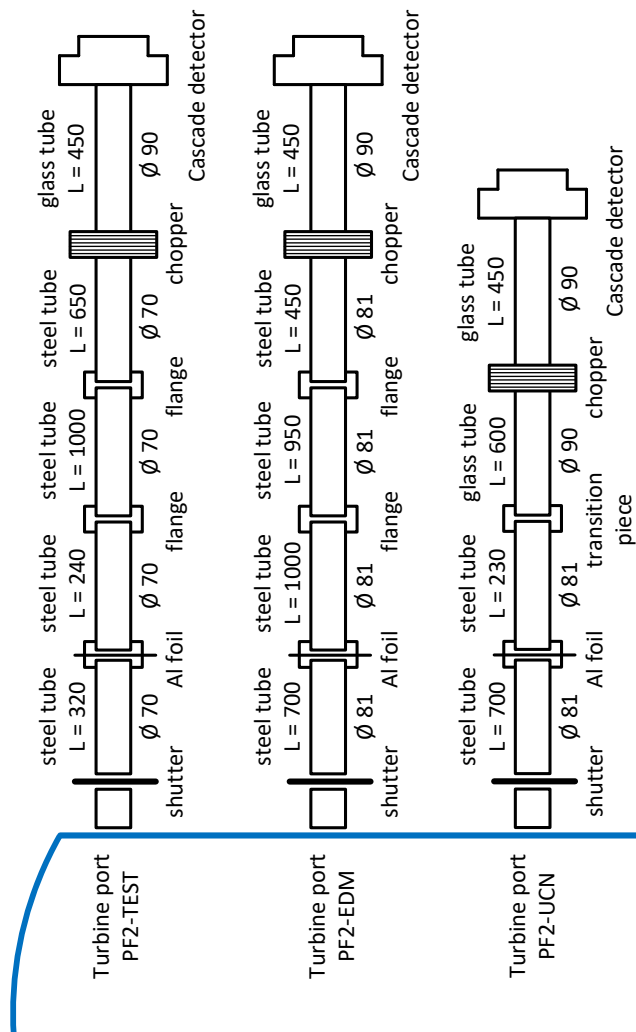 Turbine port
PF2-TEST
shutter
steel tube
L = 320
Ø 70
Al foil
steel tube
L = 240
Ø 70
flange
steel tube
L = 1000
Ø 70
flange
steel tube
L = 650
Ø 70
chopper
glass tube
L = 450
Ø 90
Cascade detector
Turbine port
PF2-EDM
shutter
steel tube
L = 700
Ø 81
Al foil
steel tube
L = 1000
Ø 81
flange
steel tube
L = 950
Ø 81
flange
steel tube
L = 450
Ø 81
chopper
glass tube
L = 450
Ø 90
Cascade detector
Turbine port
PF2-UCN
shutter
steel tube
L = 700
Ø 81
Al foil
steel tube
L = 230
Ø 81
transition
piece
glass tube
L = 600
Ø 90
chopper
glass tube
L = 450
Ø 90
Cascade detector